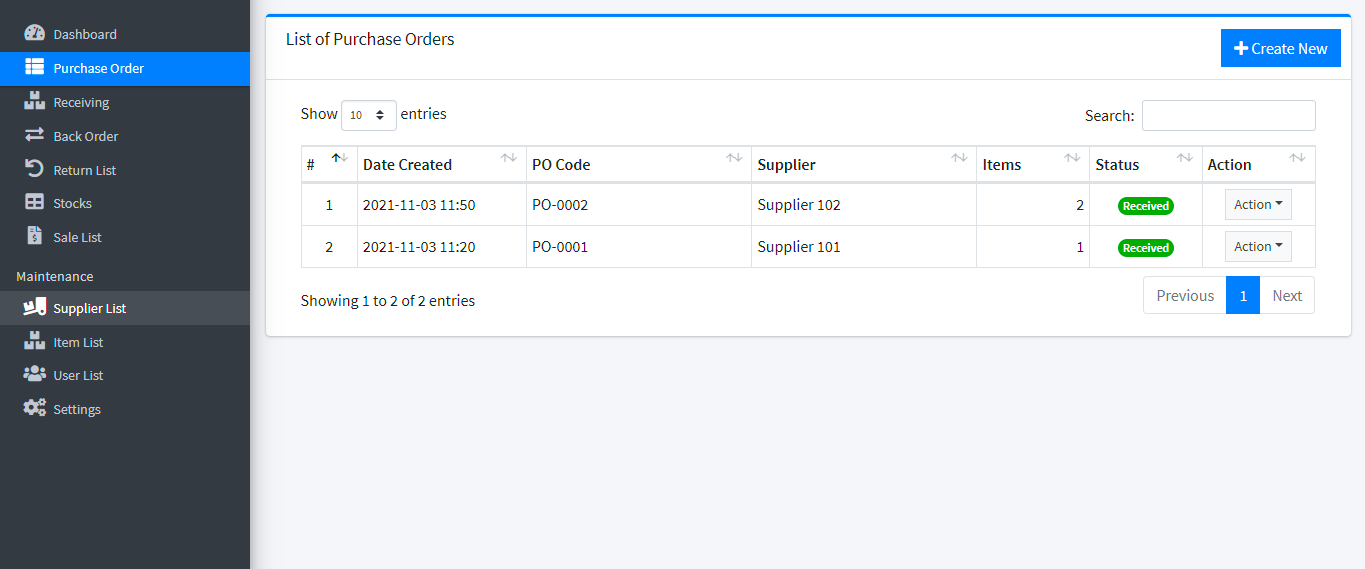 Dashboard
Purchase Order
Receiving
Back Order
Return List
Stocks
Sale List
Maintenance
Supplier List
Item List
User List
Settings
List of Purchase Orders
Create New
Show 10 entries
Search:
# Date Created PO Code Supplier Items Status Action
1 2021-11-03 11:50 PO-0002 Supplier 102 2 Received Action
2 2021-11-03 11:20 PO-0001 Supplier 101 1 Received Action
Showing 1 to 2 of 2 entries
Previous 1 Next